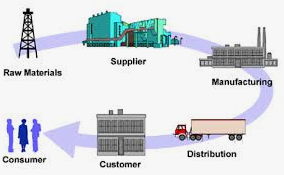 Raw Materials
Supplier
Manufacturing
Distribution
Customer
Consumer